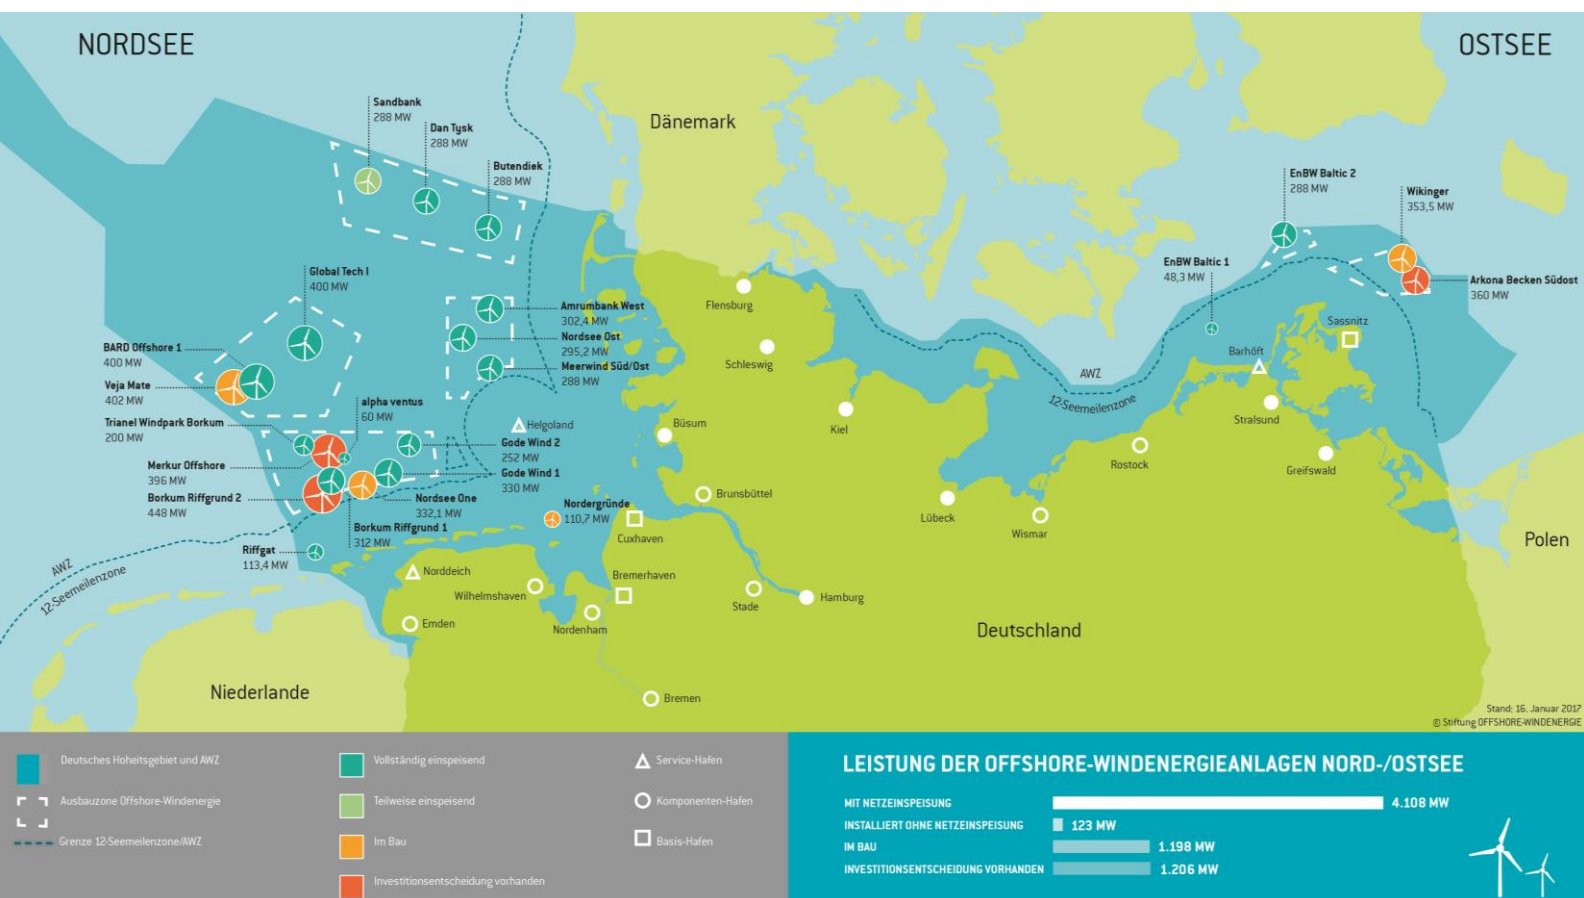 NORDSEE
OSTSEE
Sandbank
288 MW
Dan Tysk
288 MW
Butendiek
288 MW
Dänemark
EnBW Baltic 2
288 MW
Wikinger
353,5 MW
EnBW Baltic 1
48,3 MW
Arkona Becken Südost
360 MW
Global Tech I
400 MW
Amrumbank West
302,4 MW
Nordsee Ost
295,2 MW
Meerwind Süd/Ost
288 MW
BARD Offshore 1
400 MW
Veja Mate
402 MW
alpha ventus
60 MW
Trianel Windpark Borkum
200 MW
Merkur Offshore
396 MW
Borkum Riffgrund 2
448 MW
Gode Wind 2
252 MW
Gode Wind 1
330 MW
Nordsee One
332,1 MW
Borkum Riffgrund 1
312 MW
Nordergründe
110,7 MW
Riffgat
113,4 MW
AWZ
12-Seemeilenzone
AWZ
12-Seemeilenzone
Helgoland
Flensburg
Schleswig
Büsum
Kiel
Sassnitz
Barhöft
Stralsund
Greifswald
Rostock
Lübeck
Wismar
Brunsbüttel
Cuxhaven
Bremerhaven
Norddeich
Wilhelmshaven
Nordenham
Emden
Stade
Hamburg
Bremen
Deutschland
Polen
Niederlande
Stand: 16. Januar 2017
© Stiftung OFFSHORE-WINDENERGIE
Deutsches Hoheitsgebiet und AWZ
Ausbauzone Offshore-Windenergie
Grenze 12-Seemeilenzone/AWZ
Vollständig einspeisend
Teilweise einspeisend
Im Bau
Investitionsentscheidung vorhanden
Service-Hafen
Komponenten-Hafen
Basis-Hafen
LEISTUNG DER OFFSHORE-WINDENERGIEANLAGEN NORD-/OSTSEE
MIT NETZEINSPEISUNG 4.108 MW
INSTALLIERT OHNE NETZEINSPEISUNG 123 MW
IM BAU 1.198 MW
INVESTITIONSENTSCHEIDUNG VORHANDEN 1.206 MW